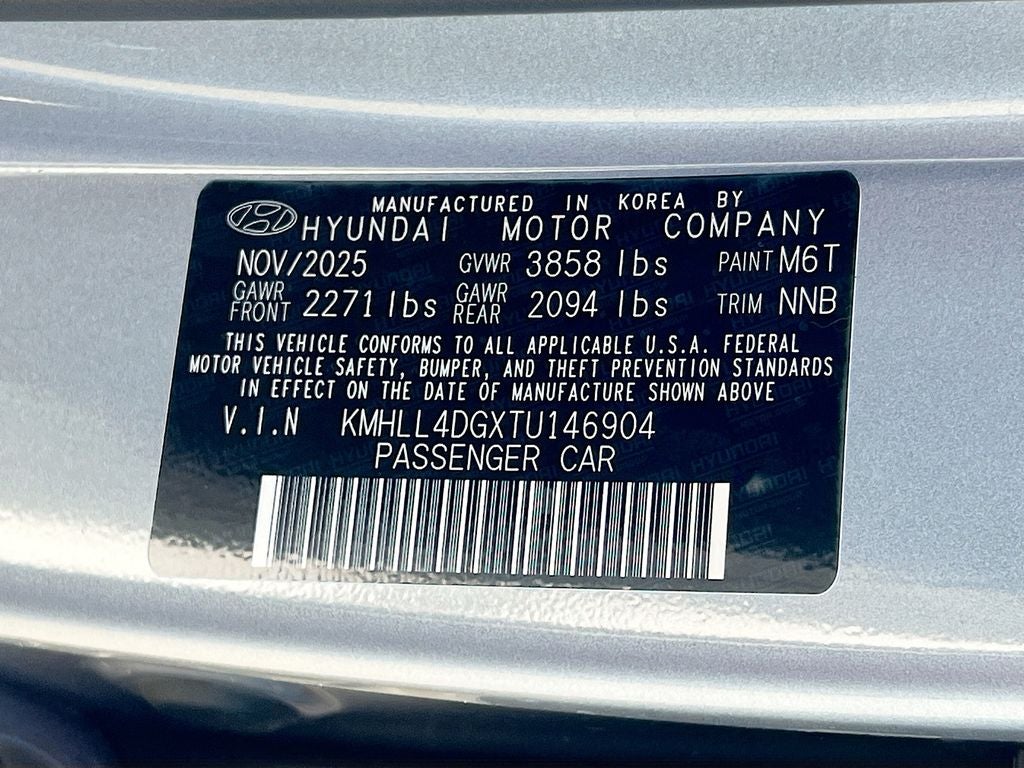 MANUFACTURED IN KOREA BY
HYUNDAI MOTOR COMPANY
NOV/2025 GVWR 3858 lbs PAINT M6T
GAWR FRONT 2271 lbs GAWR REAR 2094 lbs TRIM NNB
THIS VEHICLE CONFORMS TO ALL APPLICABLE U.S.A. FEDERAL
MOTOR VEHICLE SAFETY, BUMPER, AND THEFT PREVENTION STANDARDS
IN EFFECT ON THE DATE OF MANUFACTURE SHOWN ABOVE
V.I.N KMHLL4DGXTU146904
PASSENGER CAR